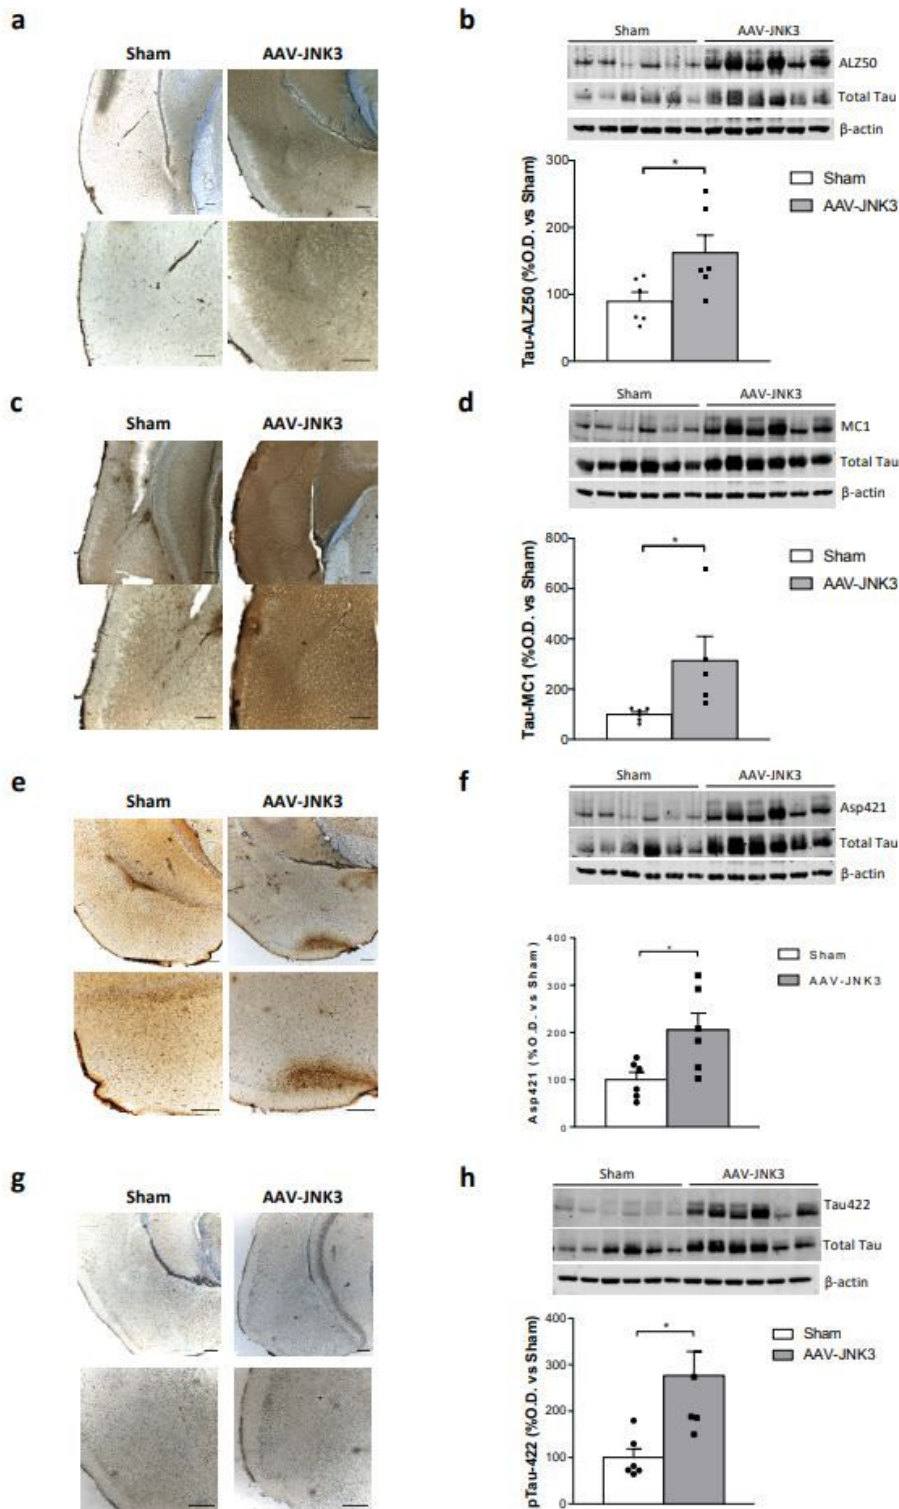 a
Sham AAV-JNK3
b
Sham AAV-JNK3
ALZ50
Total Tau
β-actin
Tau-ALZ50 (%O.D. vs Sham)
300
200
100
0
*
Sham
AAV-JNK3
c
Sham AAV-JNK3
d
Sham AAV-JNK3
MC1
Total Tau
β-actin
Tau-MC1 (%O.D. vs Sham)
800
600
400
200
0
*
Sham
AAV-JNK3
e
Sham AAV-JNK3
f
Sham AAV-JNK3
Asp421
Total Tau
β-actin
Asp421 (%O.D. vs Sham)
400
300
200
100
0
*
Sham
AAV-JNK3
g
Sham AAV-JNK3
h
Sham AAV-JNK3
Tau422
Total Tau
β-actin
pTau-422 (%O.D. vs Sham)
400
300
200
100
0
*
Sham
AAV-JNK3